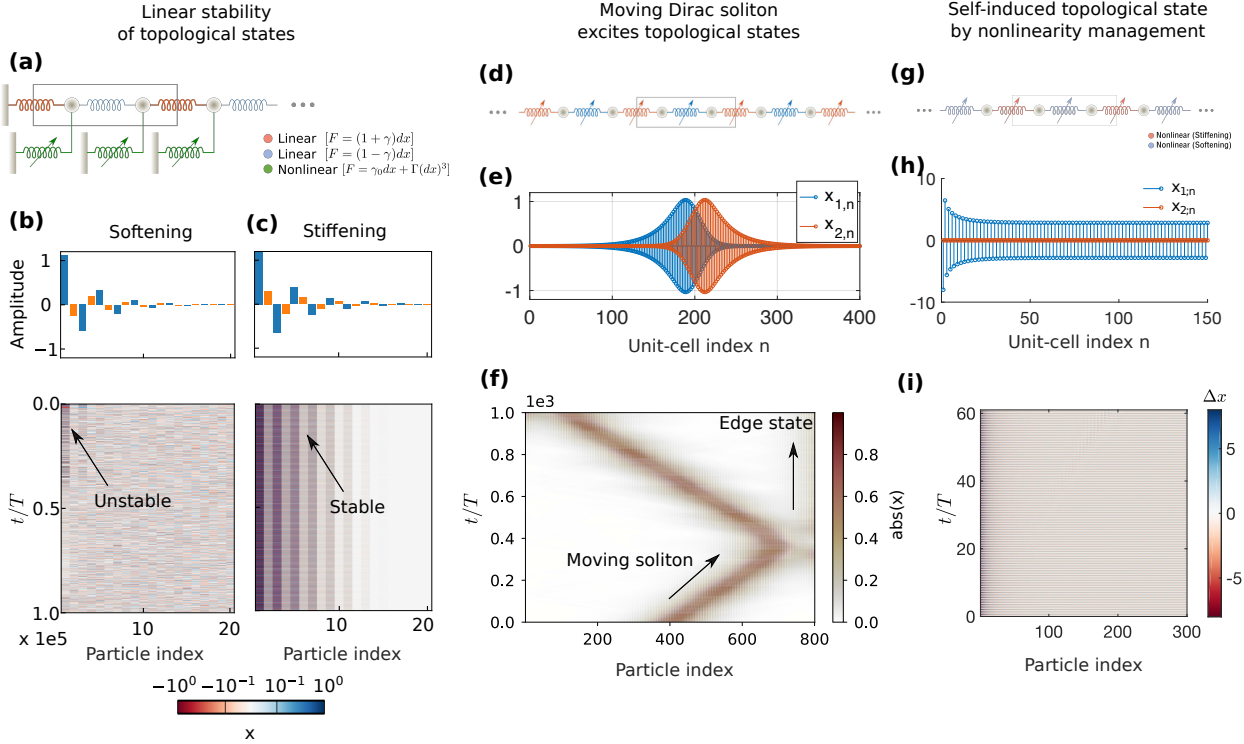 Linear stability
of topological states
(a)
Linear [F = (1 + γ)dx]
Linear [F = (1 − γ)dx]
Nonlinear [F = γ₀dx + Γ(dx)³]
(b)
Softening
(c)
Stiffening
Amplitude
1
0
−1
10
20
10
20
t/T
0.0
0.5
1.0
x 1e5
Unstable
Stable
10
20
10
20
Particle index
Particle index
−10⁰
−10⁻¹
10⁻¹
10⁰
x
Moving Dirac soliton
excites topological states
(d)
(e)
1
0
-1
x1,n
x2,n
0
100
200
300
400
Unit-cell index n
(f)
1e3
1.0
0.8
0.6
0.4
0.2
0.0
t/T
Edge state
Moving soliton
200
400
600
800
Particle index
0.8
0.6
0.4
0.2
0.0
abs(x)
Self-induced topological state
by nonlinearity management
(g)
Nonlinear (Stiffening)
Nonlinear (Softening)
(h)
10
0
-10
x1;n
x2;n
0
50
100
150
Unit-cell index n
(i)
60
40
20
0
t/T
100
200
300
Particle index
Δx
5
0
−5